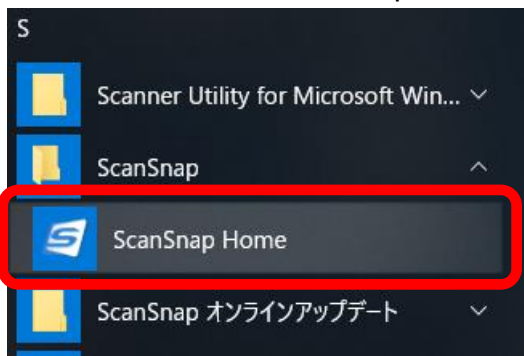 S
Scanner Utility for Microsoft Win...
ScanSnap
ScanSnap Home
ScanSnap オンラインアップデート